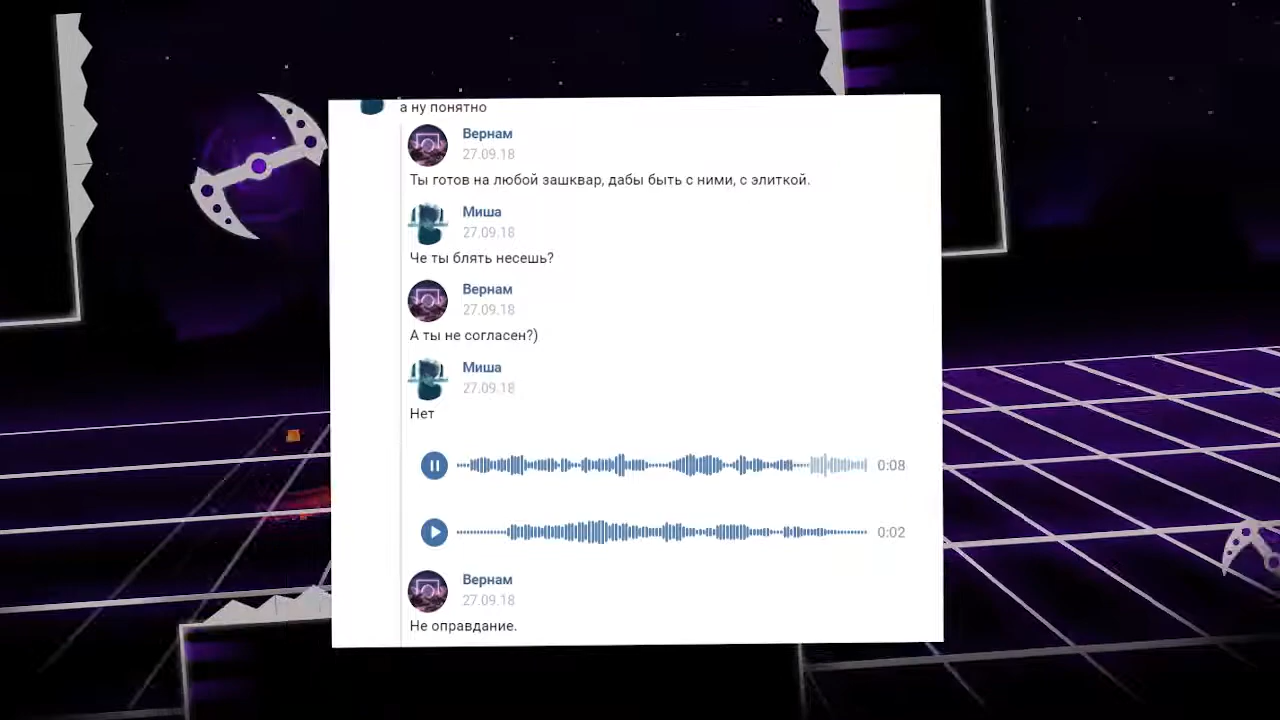 а ну понятно
Вернам
27.09.18
Ты готов на любой зашквар, дабы быть с ними, с элиткой.
Миша
27.09.18
Че ты блять несешь?
Вернам
27.09.18
А ты не согласен?)
Миша
27.09.18
Нет
0:08
0:02
Вернам
27.09.18
Не оправдание.